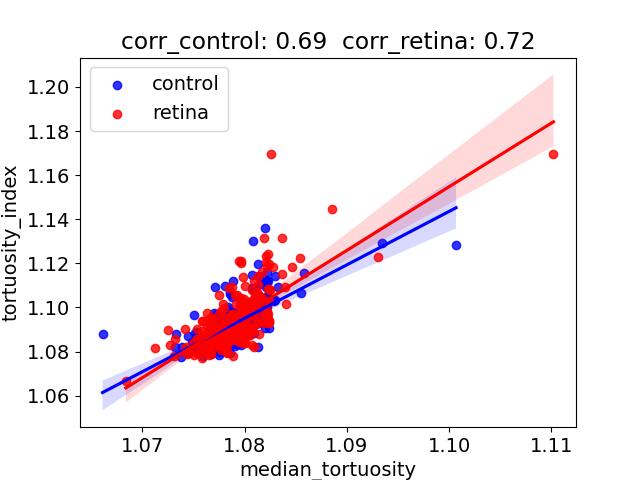 corr_control: 0.69  corr_retina: 0.72
control
retina
tortuosity_index
1.20
1.18
1.16
1.14
1.12
1.10
1.08
1.06
1.07
1.08
1.09
1.10
1.11
median_tortuosity